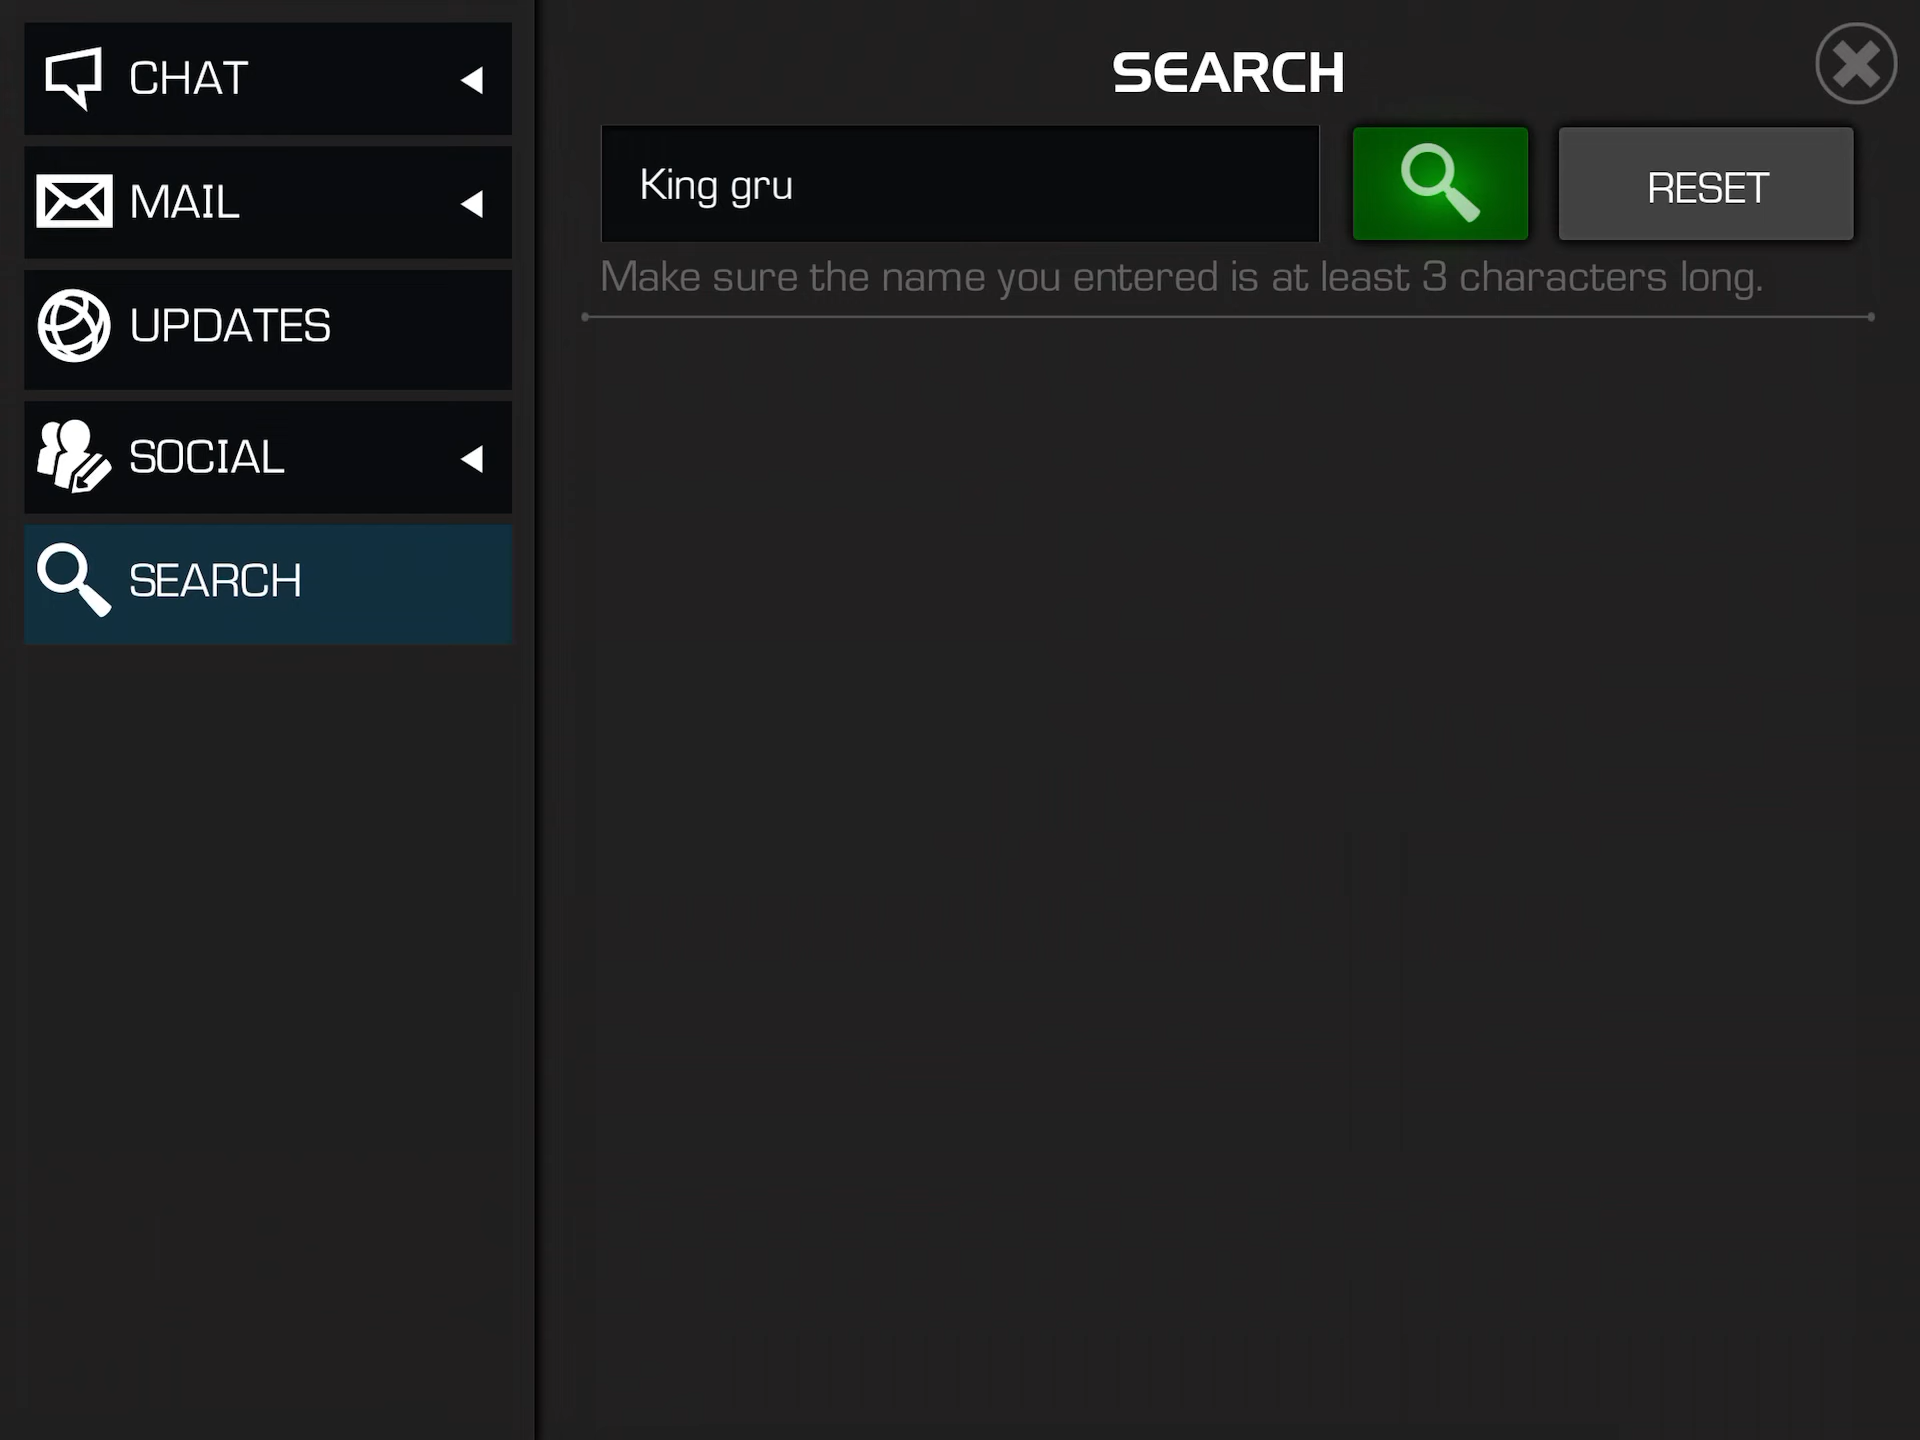 CHAT
MAIL
UPDATES
SOCIAL
SEARCH
SEARCH
King gru
RESET
Make sure the name you entered is at least 3 characters long.